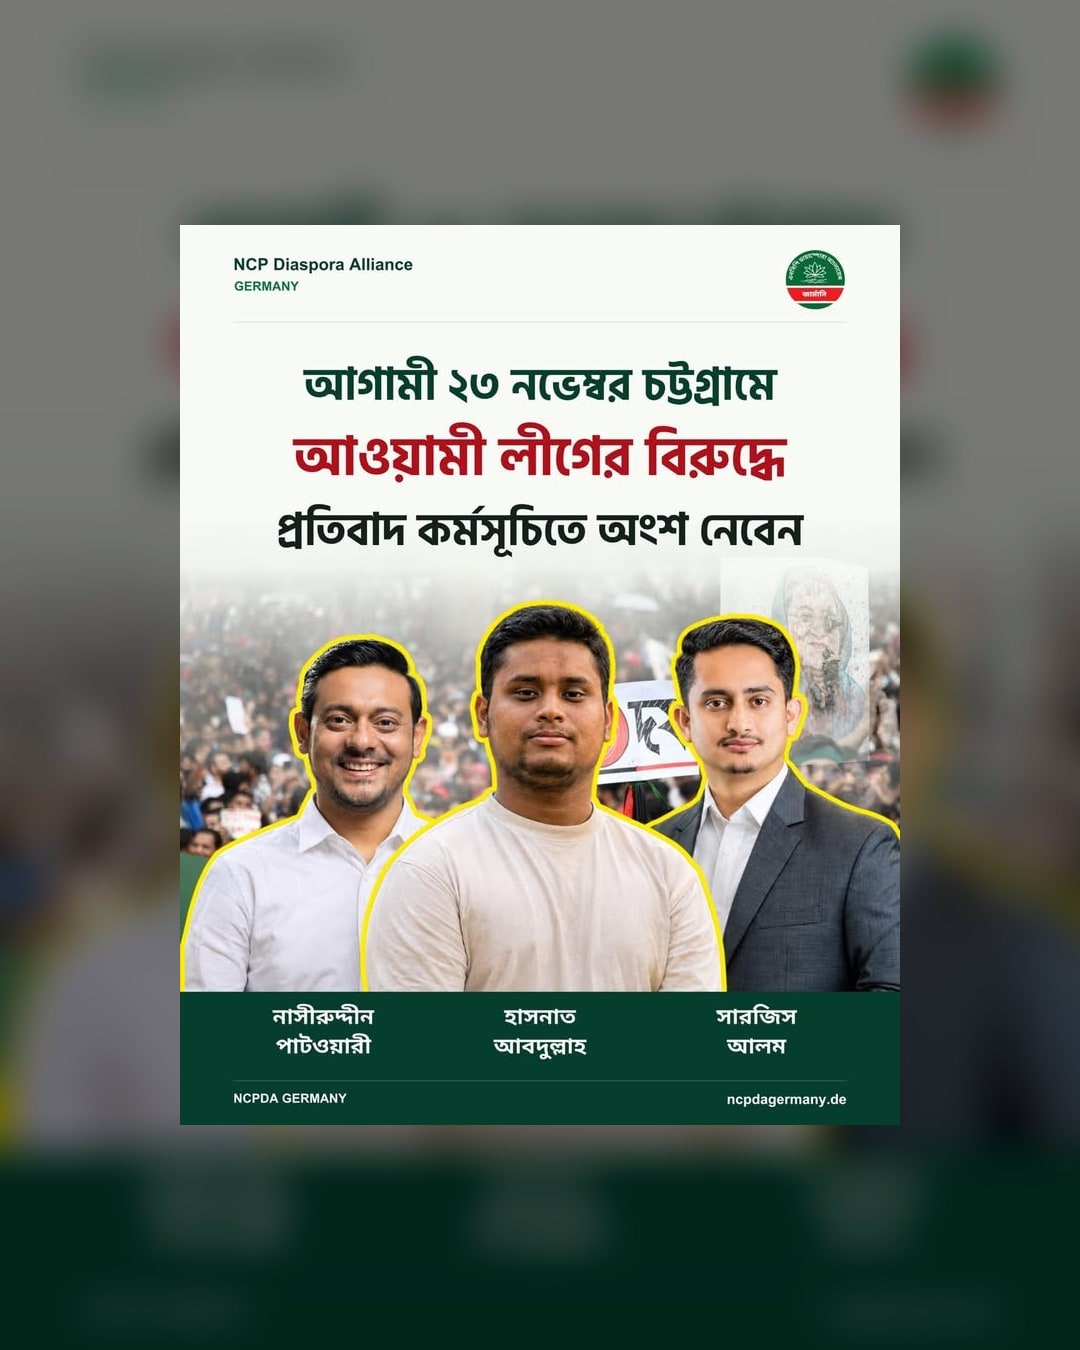 NCP Diaspora Alliance
GERMANY
এনসিপি ডায়াস্পোরা অ্যালায়েন্স
জার্মানি
আগামী ২৩ নভেম্বর চট্টগ্রামে
আওয়ামী লীগের বিরুদ্ধে
প্রতিবাদ কর্মসূচিতে অংশ নেবেন
নাসীরুদ্দীন
পাটওয়ারী
হাসনাত
আবদুল্লাহ
সারজিস
আলম
NCPDA GERMANY
ncpdagermany.de